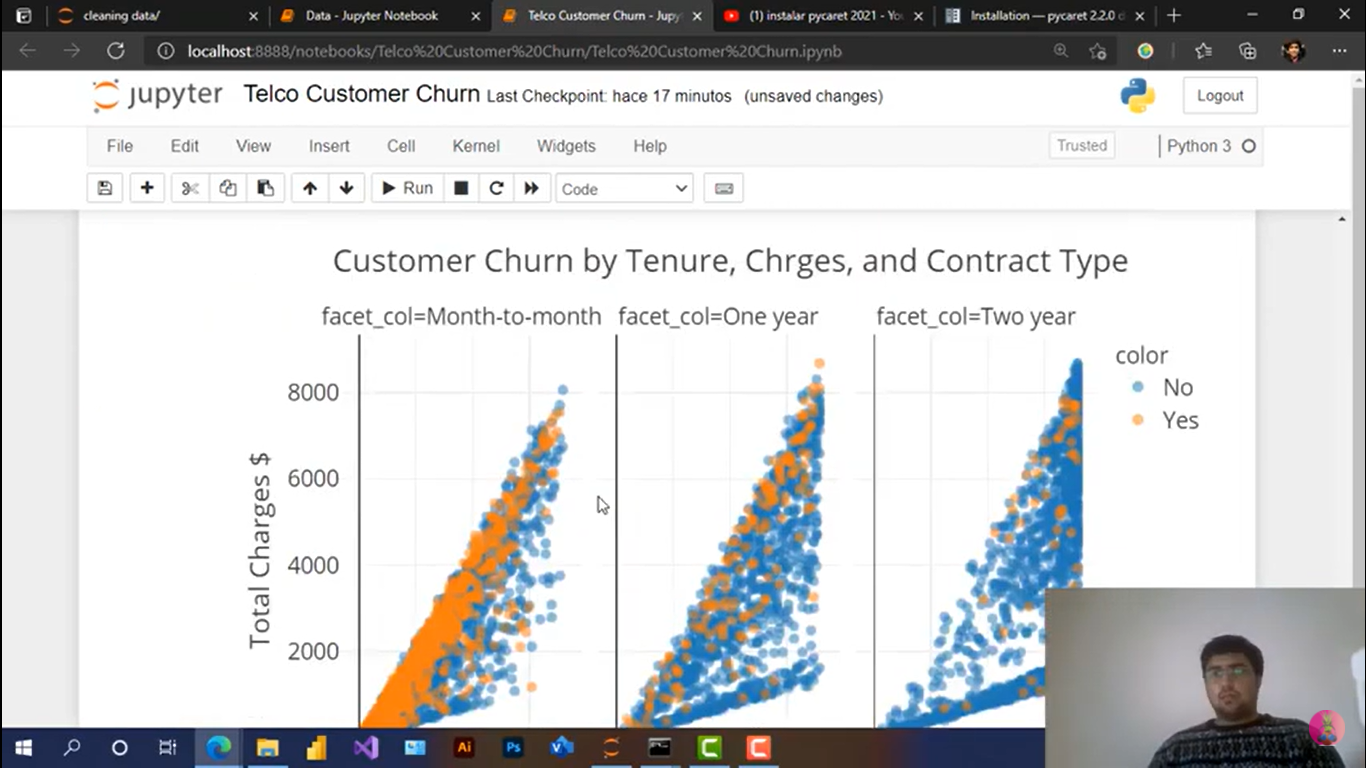 cleaning data/
Data - Jupyter Notebook
Telco Customer Churn - Jupy
(1) instalar pycaret 2021 - Yo
Installation — pycaret 2.2.0 d
localhost:8888/notebooks/Telco%20Customer%20Churn/Telco%20Customer%20Churn.ipynb
jupyter Telco Customer Churn Last Checkpoint: hace 17 minutos (unsaved changes)
Logout
File Edit View Insert Cell Kernel Widgets Help
Trusted
Python 3
Run
Code
Customer Churn by Tenure, Chrges, and Contract Type
facet_col=Month-to-month
facet_col=One year
facet_col=Two year
color
No
Yes
Total Charges $
8000
6000
4000
2000
Ai
Ps